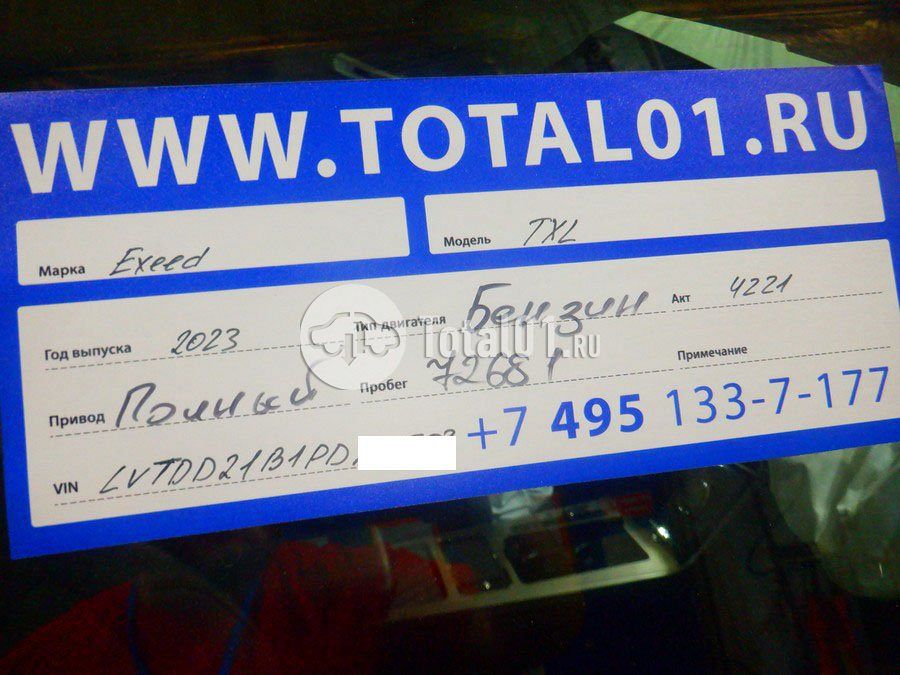 WWW.TOTAL01.RU
Марка Exeed Модель TXL
Год выпуска 2023 Тип двигателя Бензин Акт 4221
Total01.RU
Привод Полный Пробег 72681 Примечание
VIN LVTDD21B1PD +7 495 133-7-177